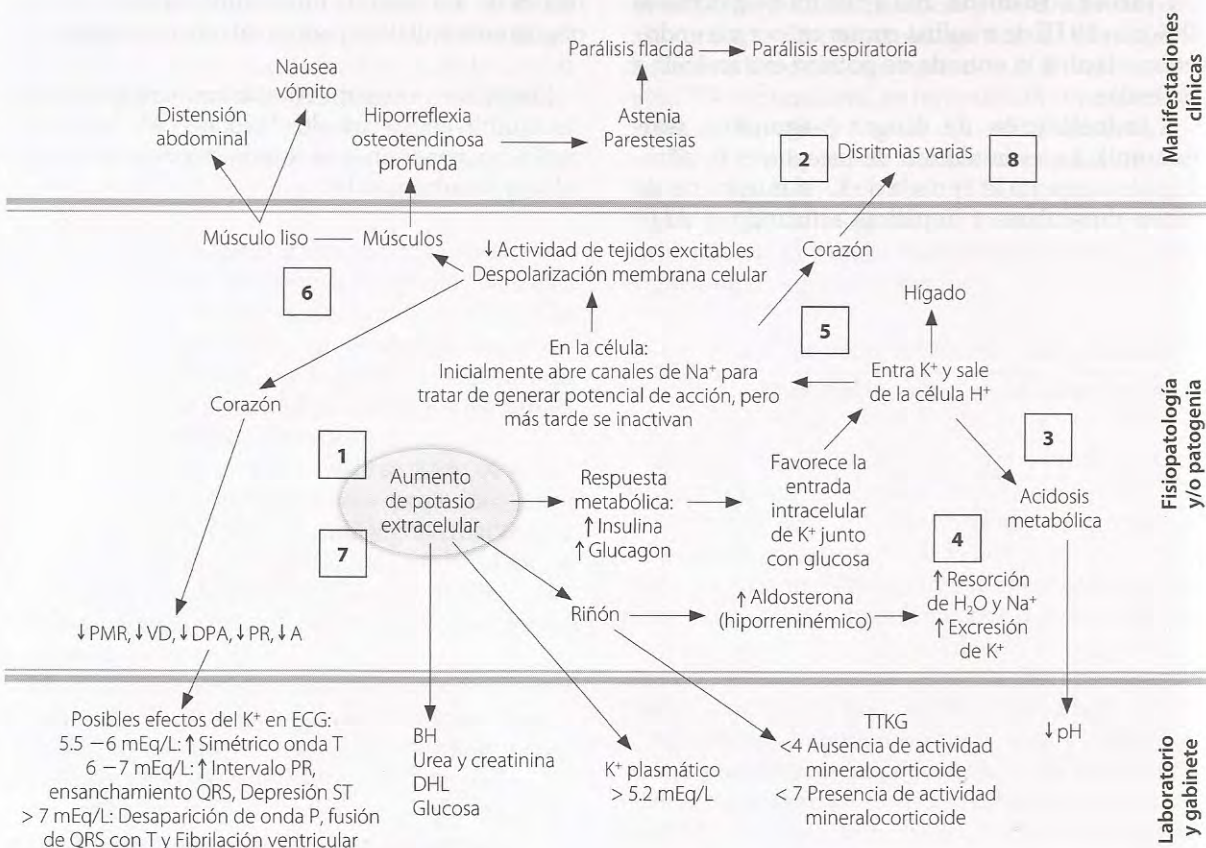 Parálisis flacida
Parálisis respiratoria
Naúsea
vómito
Distensión
abdominal
Hiporreflexia
osteotendinosa
profunda
Astenia
Parestesias
2
Disritmias varias
8
Manifestaciones
clínicas
Músculo liso
Músculos
↓ Actividad de tejidos excitables
Despolarización membrana celular
Corazón
6
Hígado
5
En la célula:
Inicialmente abre canales de Na⁺ para
tratar de generar potencial de acción, pero
más tarde se inactivan
Entra K⁺ y sale
de la célula H⁺
Corazón
3
1
Aumento
de potasio
extracelular
7
Respuesta
metabólica:
↑ Insulina
↑ Glucagon
Favorece la
entrada
intracelular
de K⁺ junto
con glucosa
Acidosis
metabólica
4
Fisiopatología
y/o patogenia
Riñón
↑ Aldosterona
(hiporreninémico)
↑ Resorción
de H₂O y Na⁺
↑ Excresión
de K⁺
↓PMR, ↓VD, ↓DPA, ↓PR, ↓A
Posibles efectos del K⁺ en ECG:
5.5 −6 mEq/L: ↑ Simétrico onda T
6 −7 mEq/L: ↑ Intervalo PR,
ensanchamiento QRS, Depresión ST
> 7 mEq/L: Desaparición de onda P, fusión
de QRS con T y Fibrilación ventricular
BH
Urea y creatinina
DHL
Glucosa
K⁺ plasmático
> 5.2 mEq/L
TTKG
<4 Ausencia de actividad
mineralocorticoide
< 7 Presencia de actividad
mineralocorticoide
↓ pH
Laboratorio
y gabinete